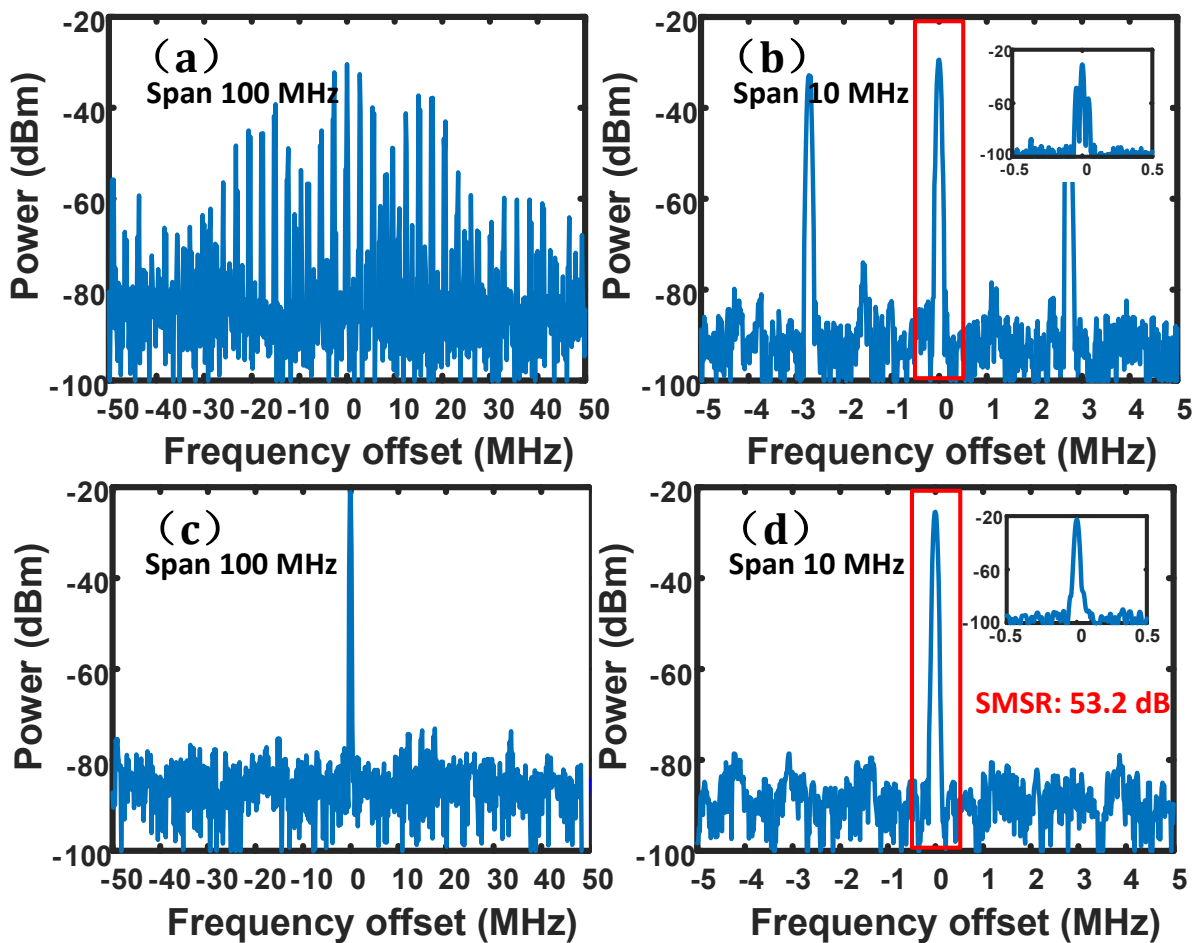 -20
-40
-60
-80
-100
Power (dBm)
（a）
Span 100 MHz
-50 -40 -30 -20 -10 0 10 20 30 40 50
Frequency offset (MHz)
-20
-40
-60
-80
-100
Power (dBm)
（b）
Span 10 MHz
-20
-60
-100
-0.5 0 0.5
-5 -4 -3 -2 -1 0 1 2 3 4 5
Frequency offset (MHz)
-20
-40
-60
-80
-100
Power (dBm)
（c）
Span 100 MHz
-50 -40 -30 -20 -10 0 10 20 30 40 50
Frequency offset (MHz)
-20
-40
-60
-80
-100
Power (dBm)
（d）
Span 10 MHz
-20
-60
-100
-0.5 0 0.5
SMSR: 53.2 dB
-5 -4 -3 -2 -1 0 1 2 3 4 5
Frequency offset (MHz)